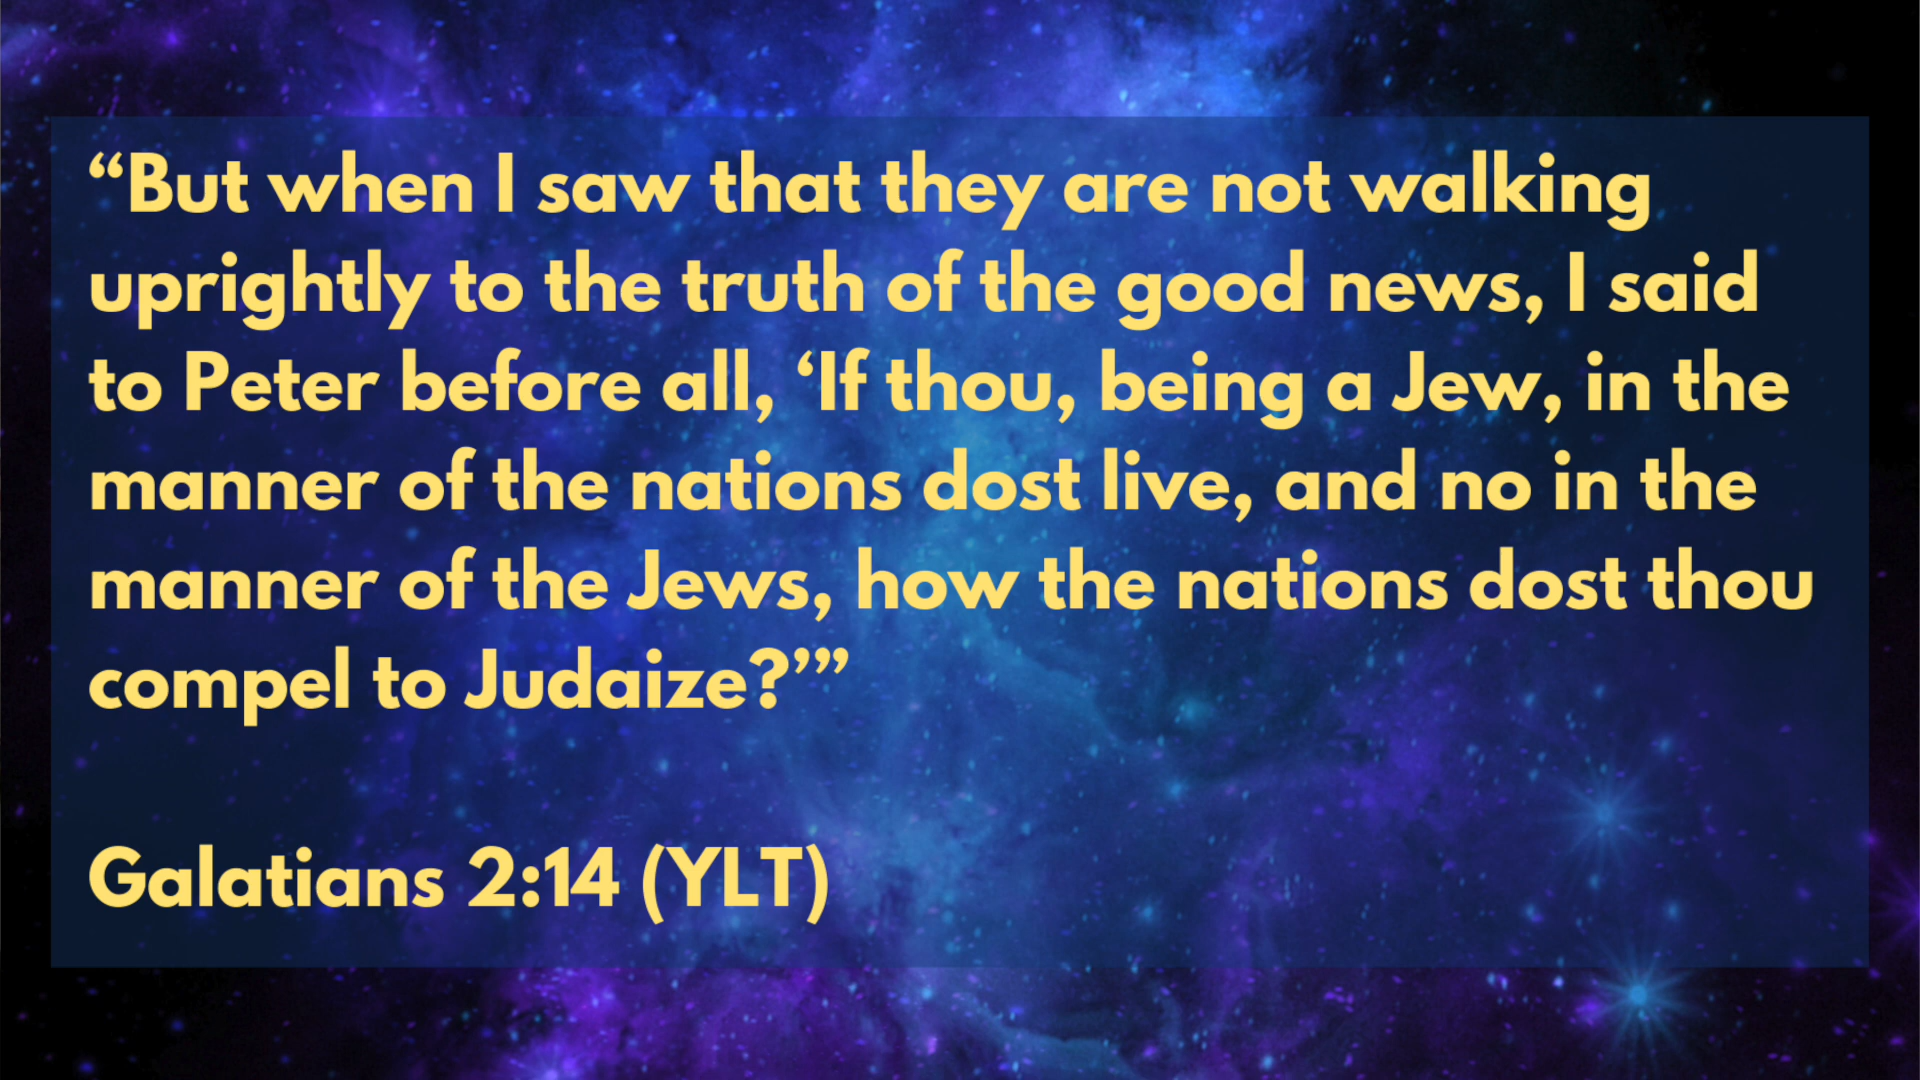 “But when I saw that they are not walking
uprightly to the truth of the good news, I said
to Peter before all, ‘If thou, being a Jew, in the
manner of the nations dost live, and no in the
manner of the Jews, how the nations dost thou
compel to Judaize?’”
Galatians 2:14 (YLT)